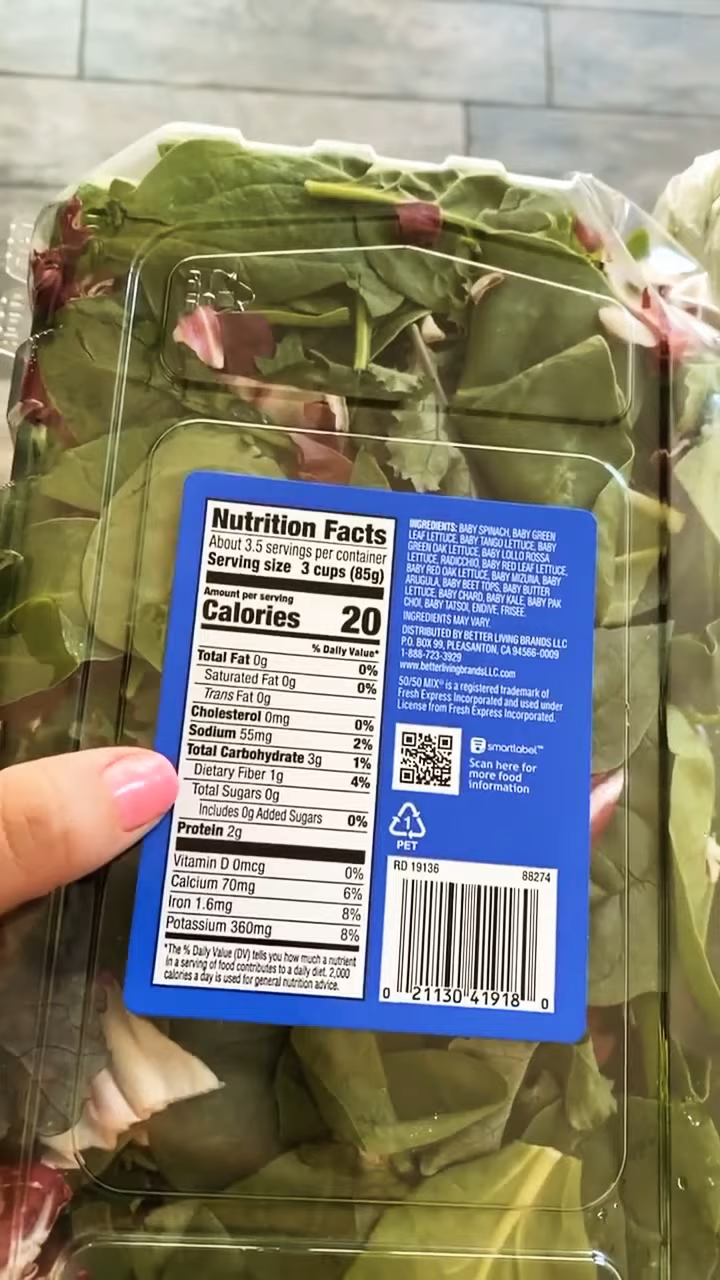 Nutrition Facts
About 3.5 servings per container
Serving size 3 cups (85g)
Amount per serving
Calories 20
% Daily Value*
Total Fat 0g 0%
Saturated Fat 0g 0%
Trans Fat 0g
Cholesterol 0mg 0%
Sodium 55mg 2%
Total Carbohydrate 3g 1%
Dietary Fiber 1g 4%
Total Sugars 0g
Includes 0g Added Sugars 0%
Protein 2g
Vitamin D 0mcg 0%
Calcium 70mg 6%
Iron 1.6mg 8%
Potassium 360mg 8%
*The % Daily Value (DV) tells you how much a nutrient
in a serving of food contributes to a daily diet. 2,000
calories a day is used for general nutrition advice.
INGREDIENTS: BABY SPINACH, BABY GREEN
LEAF LETTUCE, BABY TANGO LETTUCE, BABY
GREEN OAK LETTUCE, BABY LOLLO ROSSA
LETTUCE, RADICCHIO, BABY RED LEAF LETTUCE,
BABY RED OAK LETTUCE, BABY MIZUNA, BABY
ARUGULA, BABY BEET TOPS, BABY BUTTER
LETTUCE, BABY CHARD, BABY KALE, BABY PAK
CHOI, BABY TATSOI, ENDIVE, FRISEE.
INGREDIENTS MAY VARY.
DISTRIBUTED BY BETTER LIVING BRANDS LLC
P.O. BOX 99, PLEASANTON, CA 94566-0009
1-888-723-3929
www.betterlivingbrandsLLC.com
50/50 MIX® is a registered trademark of
Fresh Express Incorporated and used under
License from Fresh Express Incorporated.
smartlabel™
Scan here for
more food
information
1
PET
RD 19136 88274
0 21130 41918 0